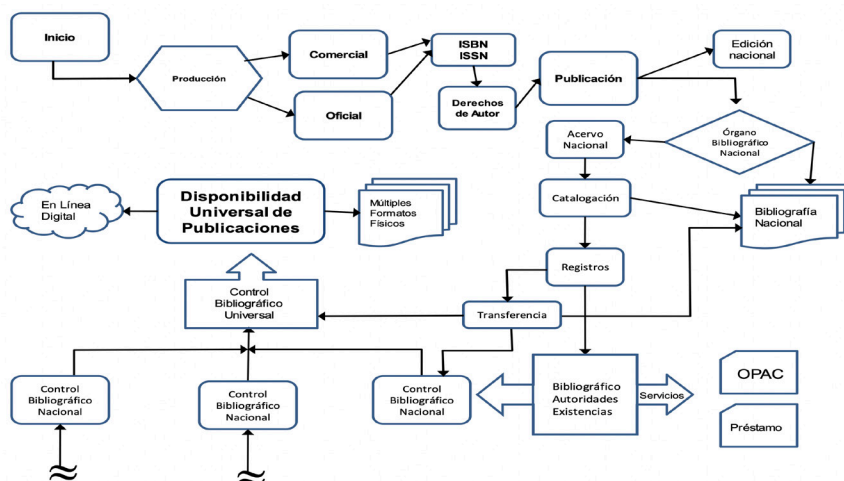 Inicio
Producción
Comercial
Oficial
ISBN
ISSN
Derechos
de Autor
Publicación
Edición
nacional
Órgano
Bibliográfico
Nacional
Acervo
Nacional
Catalogación
Bibliografía
Nacional
Registros
Transferencia
En Línea
Digital
Disponibilidad
Universal de
Publicaciones
Múltiples
Formatos
Físicos
Control
Bibliográfico
Universal
Control
Bibliográfico
Nacional
Control
Bibliográfico
Nacional
Control
Bibliográfico
Nacional
Bibliográfico
Autoridades
Existencias
Servicios
OPAC
Préstamo